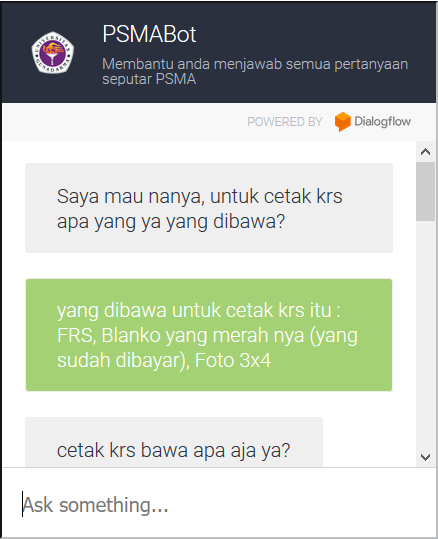 PSMABot
Membantu anda menjawab semua pertanyaan
seputar PSMA
POWERED BY Dialogflow
Saya mau nanya, untuk cetak krs
apa yang ya yang dibawa?
yang dibawa untuk cetak krs itu :
FRS, Blanko yang merah nya (yang
sudah dibayar), Foto 3x4
cetak krs bawa apa aja ya?
Ask something...